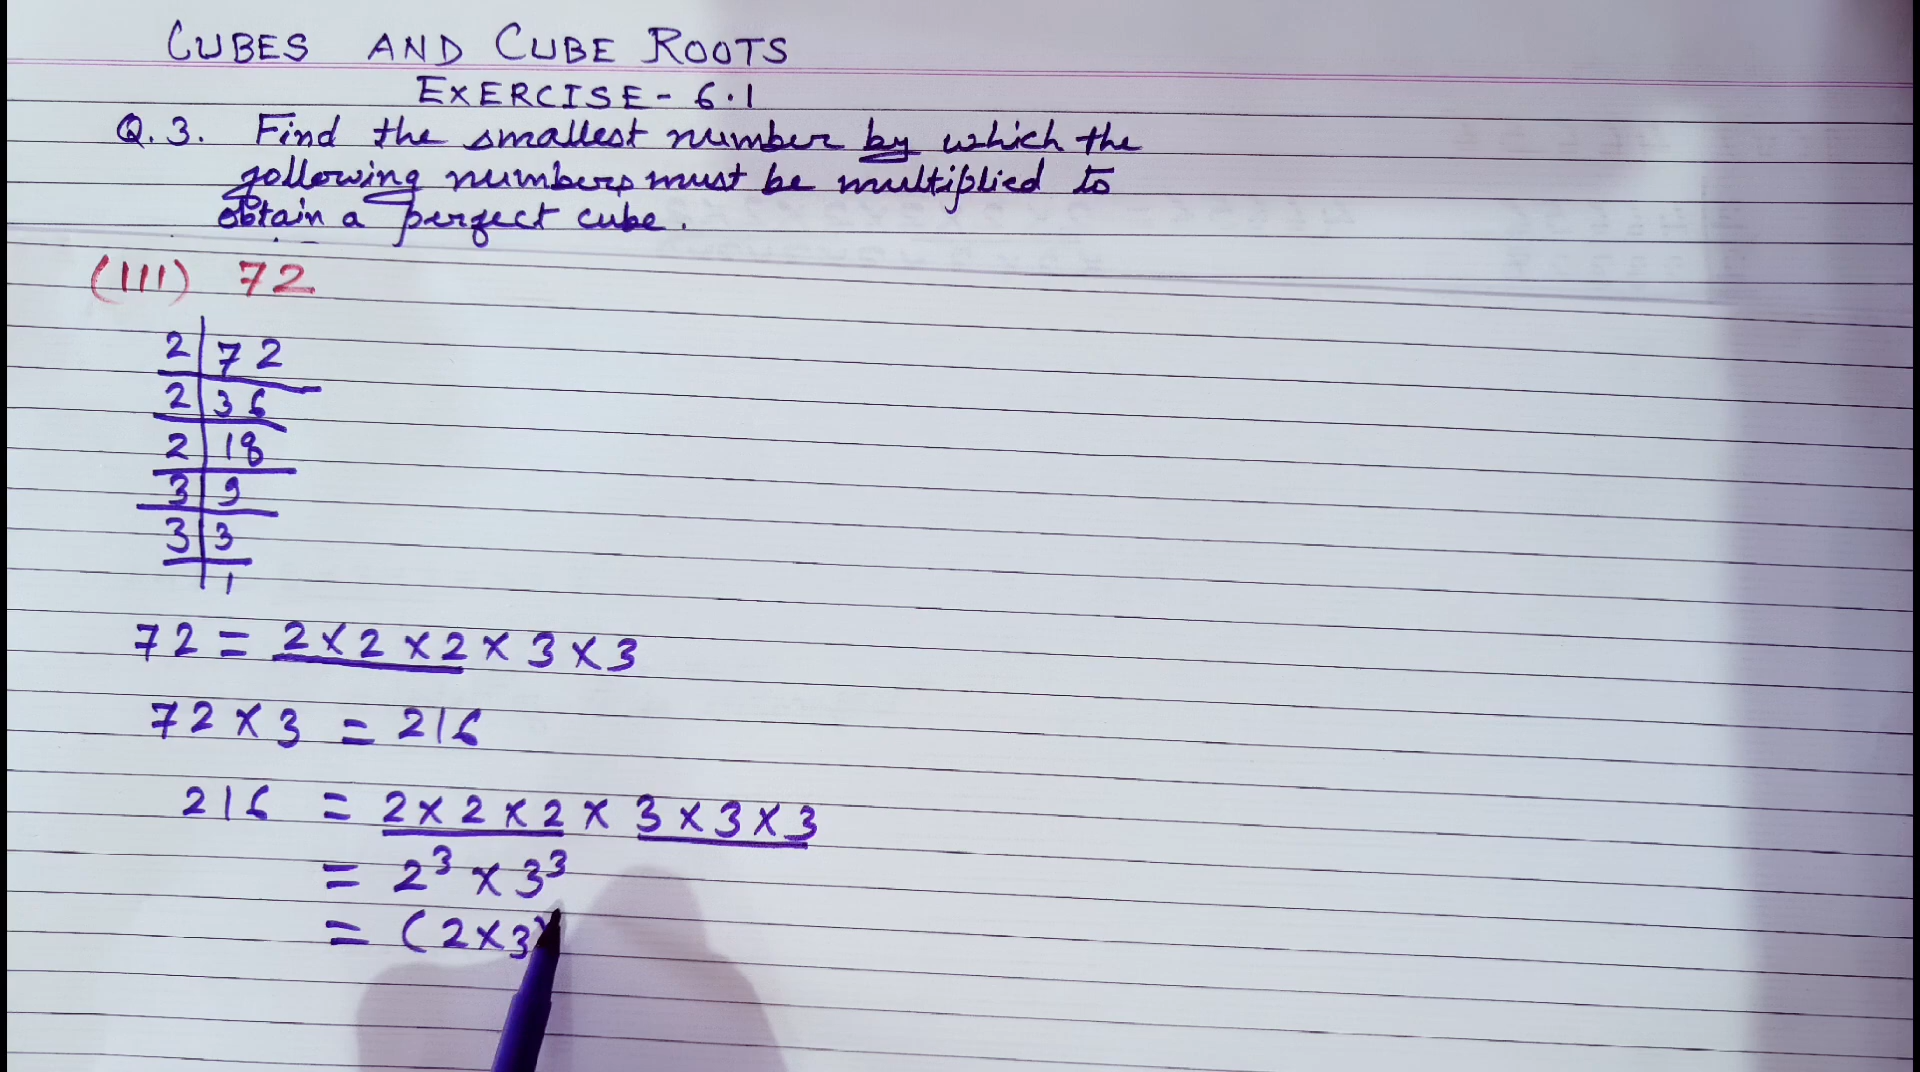 CUBES AND CUBE ROOTS
EXERCISE - 6.1
Q.3. Find the smallest number by which the
following numbers must be multiplied to
obtain a perfect cube.
(III) 72
2|72
2|36
2|18
3|9
3|3
|1
72 = 2×2×2×3×3
72×3 = 216
216 = 2×2×2×3×3×3
= 2³×3³
= (2×3)